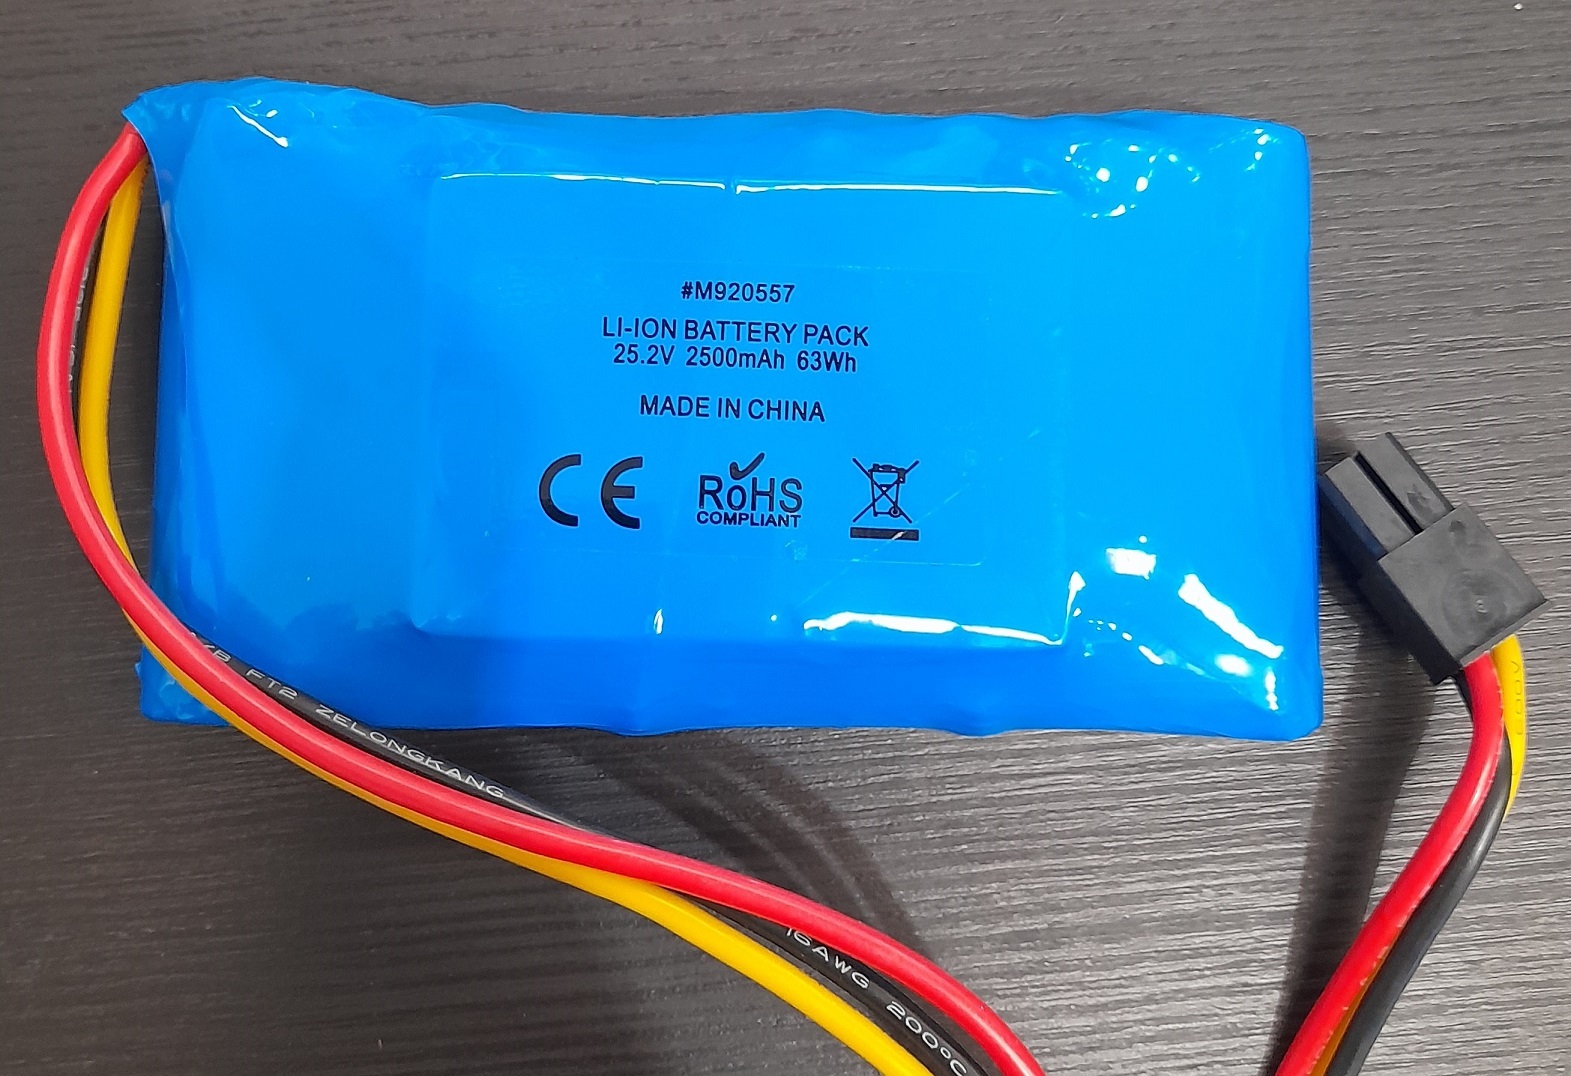 #M920557
LI-ION BATTERY PACK
25.2V 2500mAh 63Wh
MADE IN CHINA
CE
RoHS
COMPLIANT
FT2 ZELONGKANG
16AWG 200°C
600V